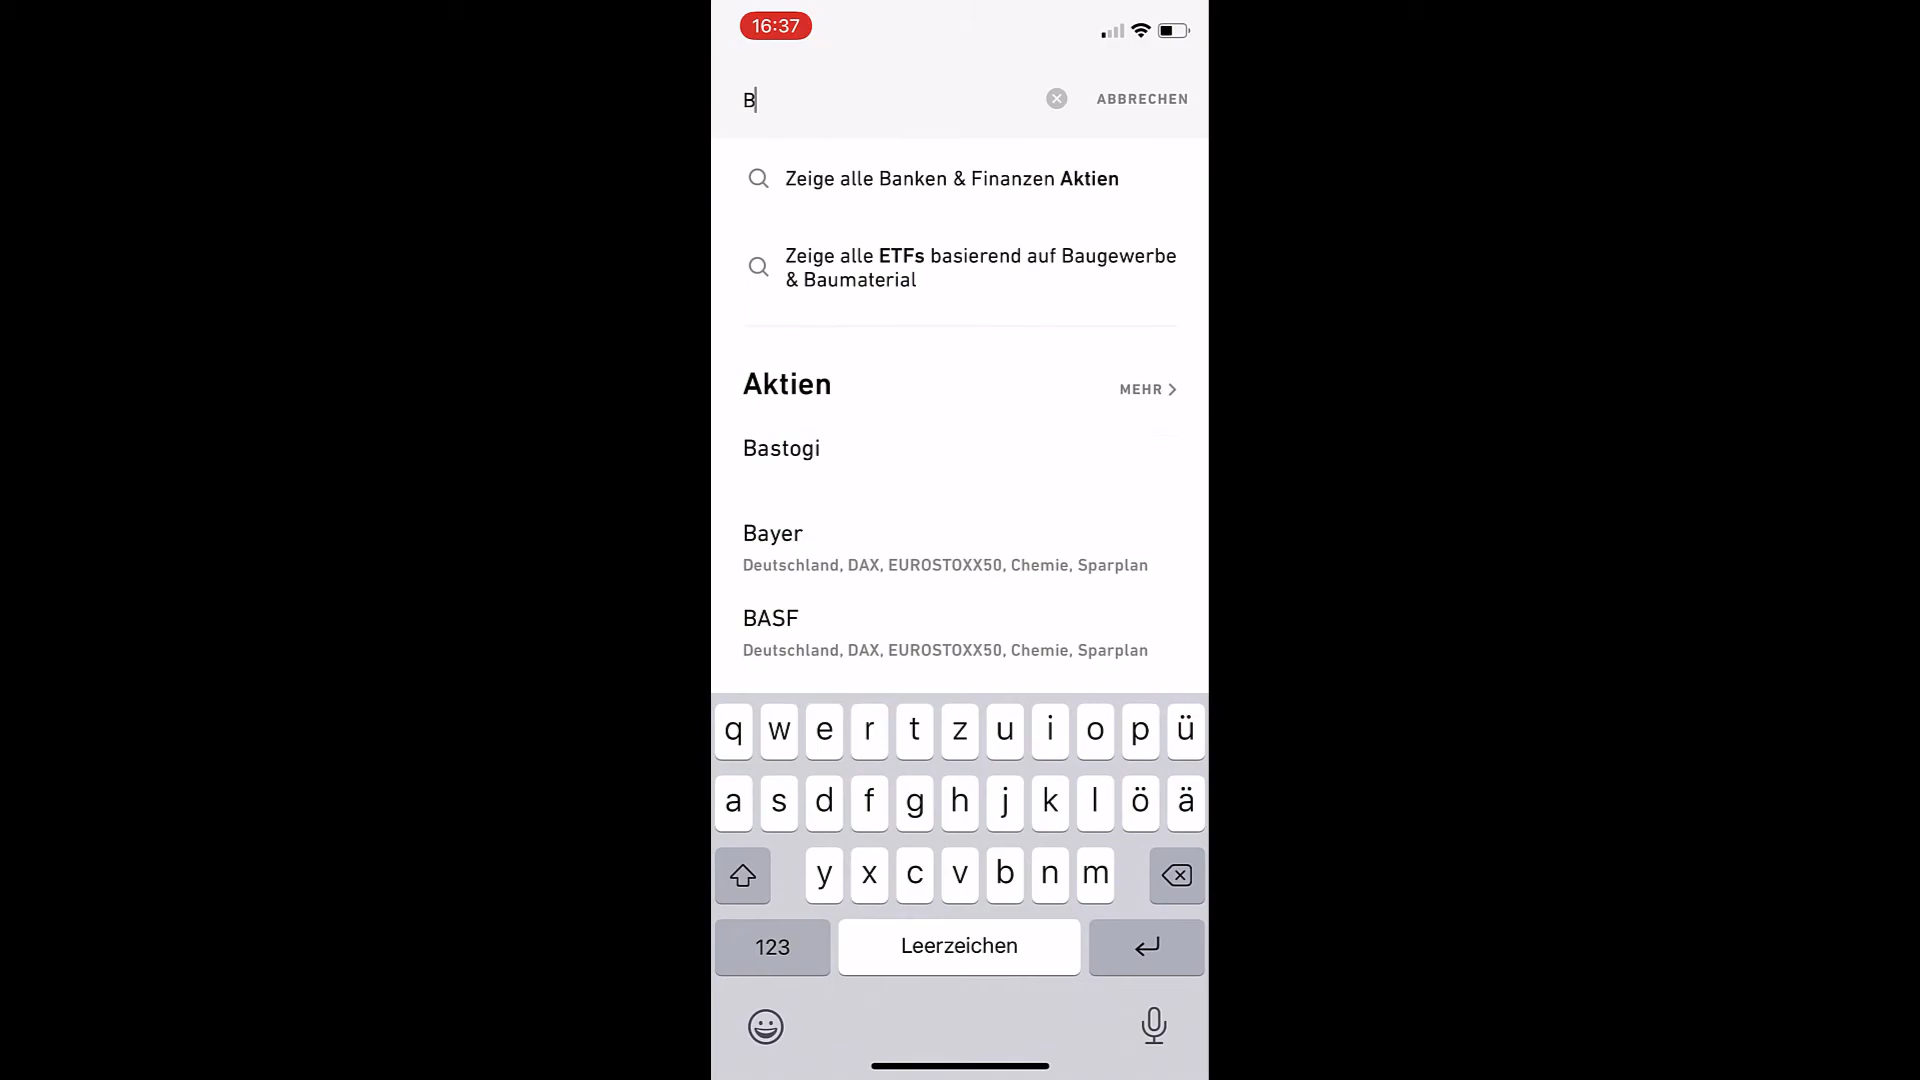 16:37
B
ABBRECHEN
Zeige alle Banken & Finanzen Aktien
Zeige alle ETFs basierend auf Baugewerbe
& Baumaterial
Aktien
MEHR
Bastogi
Bayer
Deutschland, DAX, EUROSTOXX50, Chemie, Sparplan
BASF
Deutschland, DAX, EUROSTOXX50, Chemie, Sparplan
q w e r t z u i o p ü
a s d f g h j k l ö ä
y x c v b n m
123 Leerzeichen